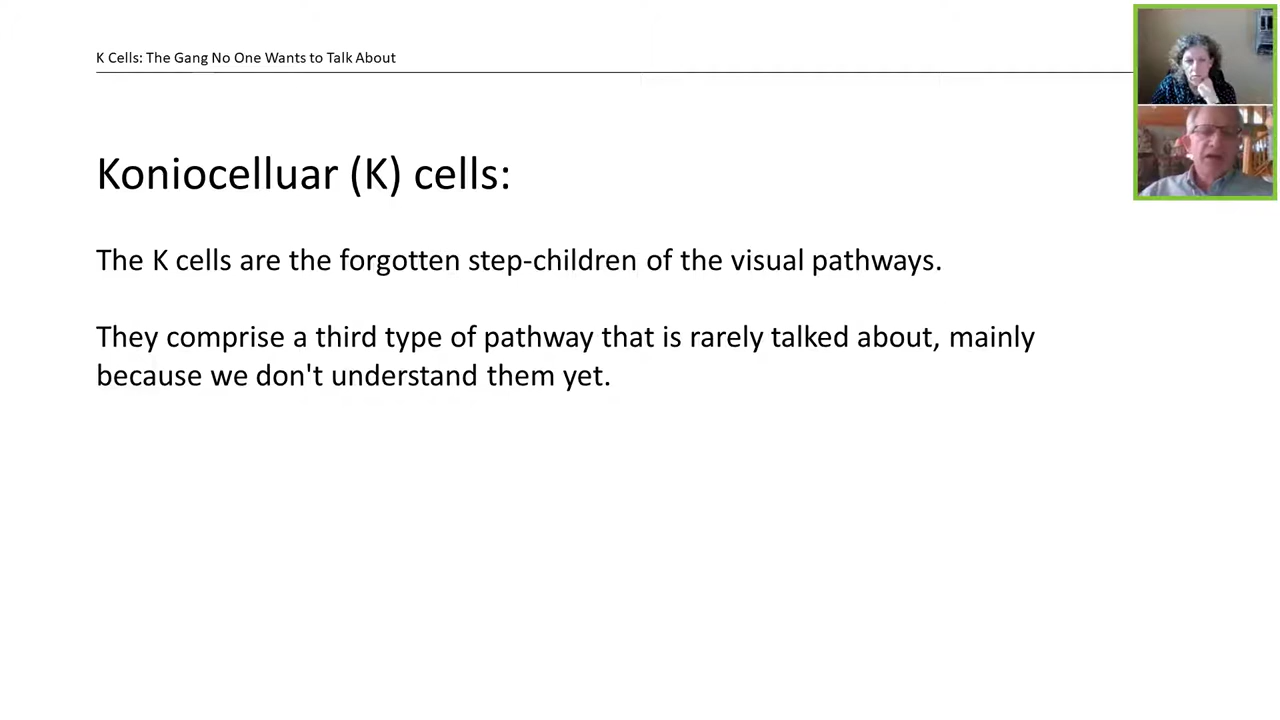 K Cells: The Gang No One Wants to Talk About
Koniocelluar (K) cells:
The K cells are the forgotten step-children of the visual pathways.
They comprise a third type of pathway that is rarely talked about, mainly
because we don't understand them yet.